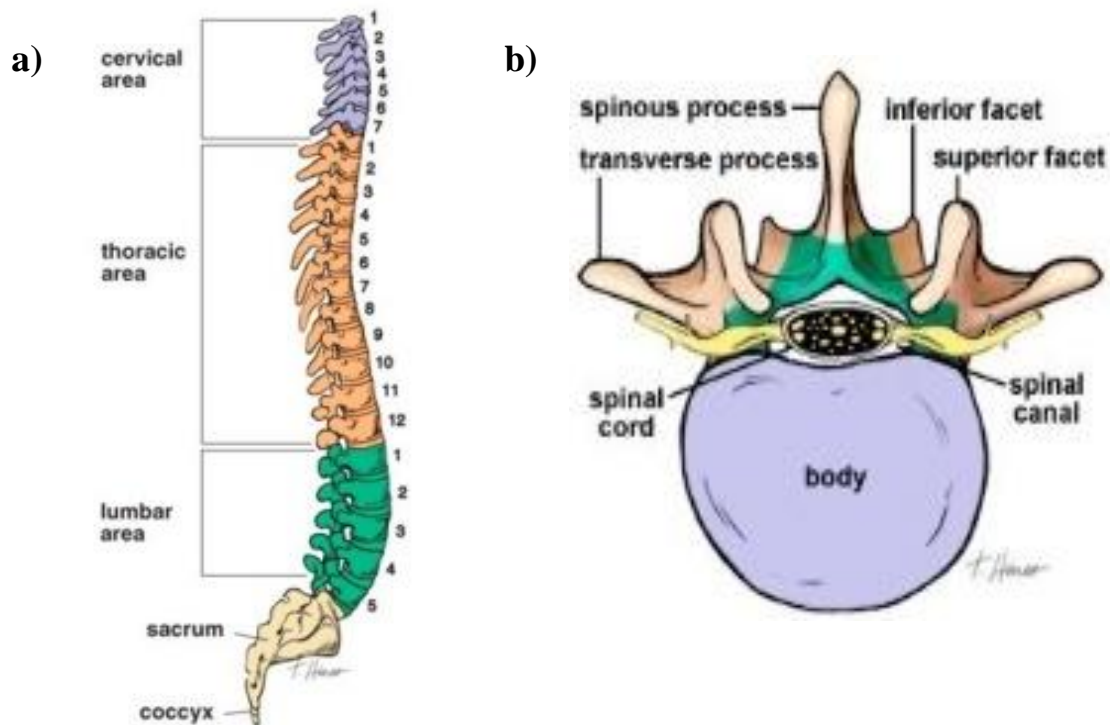 a)
cervical
area
1
2
3
4
5
6
7
thoracic
area
1
2
3
4
5
6
7
8
9
10
11
12
lumbar
area
1
2
3
4
5
sacrum
coccyx
b)
spinous process
inferior facet
transverse process
superior facet
spinal
cord
spinal
canal
body